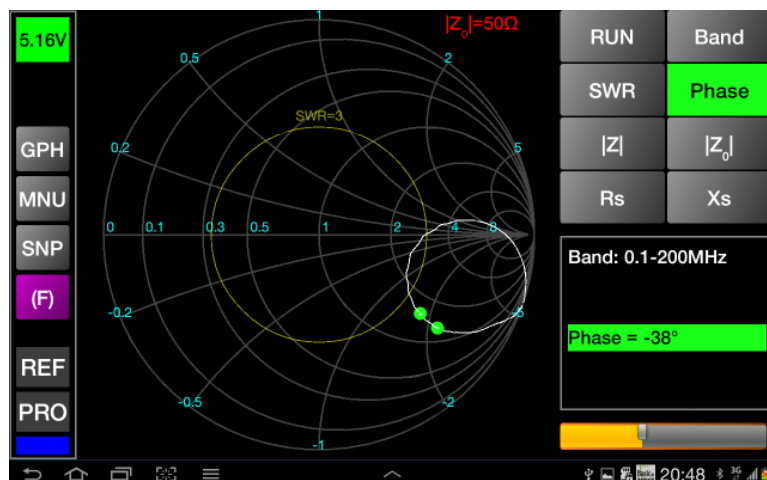 5.16V
GPH
MNU
SNP
(F)
REF
PRO
|Z0|=50Ω
1
0.5
2
SWR=3
0.2
5
0 0.1 0.3 0.5 1 2 4 8
-0.2
-5
-0.5
-2
-1
RUN Band
SWR Phase
|Z| |Z0|
Rs Xs
Band: 0.1-200MHz
Phase = -38°
20:48 3G